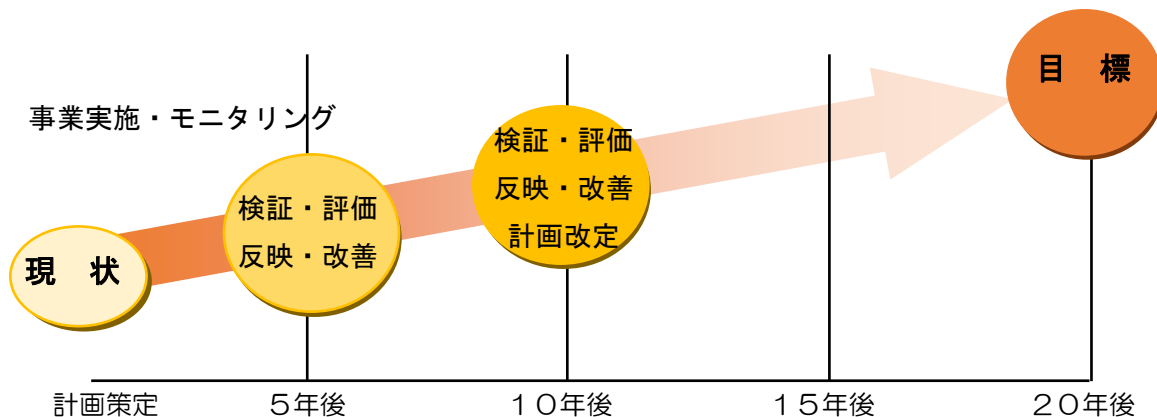 目　標
事業実施・モニタリング
検証・評価
反映・改善
計画改定
検証・評価
反映・改善
現　状
計画策定　５年後　１０年後　１５年後　２０年後